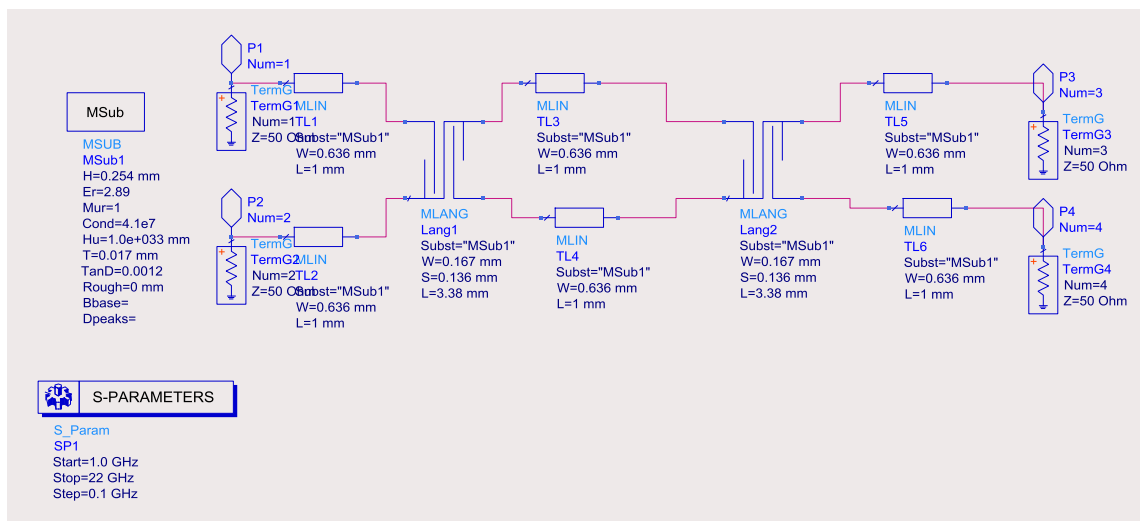 MSub
MSUB
MSub1
H=0.254 mm
Er=2.89
Mur=1
Cond=4.1e7
Hu=1.0e+033 mm
T=0.017 mm
TanD=0.0012
Rough=0 mm
Bbase=
Dpeaks=
P1
Num=1
TermG
TermG1
Num=1
Z=50 Ohm
MLIN
TL1
Subst="MSub1"
W=0.636 mm
L=1 mm
P2
Num=2
TermG
TermG2
Num=2
Z=50 Ohm
MLIN
TL2
Subst="MSub1"
W=0.636 mm
L=1 mm
MLANG
Lang1
Subst="MSub1"
W=0.167 mm
S=0.136 mm
L=3.38 mm
MLIN
TL3
Subst="MSub1"
W=0.636 mm
L=1 mm
MLIN
TL4
Subst="MSub1"
W=0.636 mm
L=1 mm
MLANG
Lang2
Subst="MSub1"
W=0.167 mm
S=0.136 mm
L=3.38 mm
MLIN
TL5
Subst="MSub1"
W=0.636 mm
L=1 mm
MLIN
TL6
Subst="MSub1"
W=0.636 mm
L=1 mm
P3
Num=3
TermG
TermG3
Num=3
Z=50 Ohm
P4
Num=4
TermG
TermG4
Num=4
Z=50 Ohm
S-PARAMETERS
S_Param
SP1
Start=1.0 GHz
Stop=22 GHz
Step=0.1 GHz